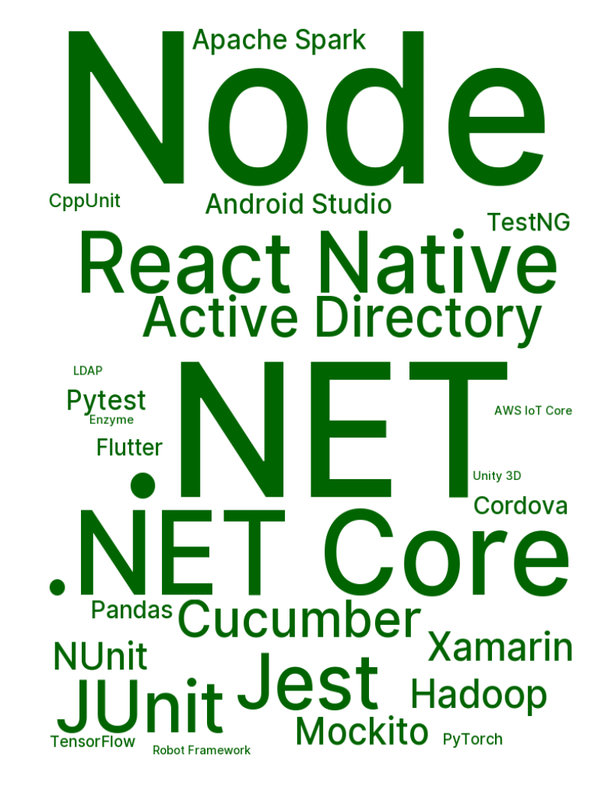 Apache Spark
Node
CppUnit
Android Studio
TestNG
React Native
Active Directory
.NET
LDAP
Pytest
AWS IoT Core
Enzyme
Flutter
Unity 3D
Cordova
.NET Core
Pandas
Cucumber
Xamarin
NUnit
Jest
Hadoop
JUnit
Mockito
PyTorch
TensorFlow
Robot Framework